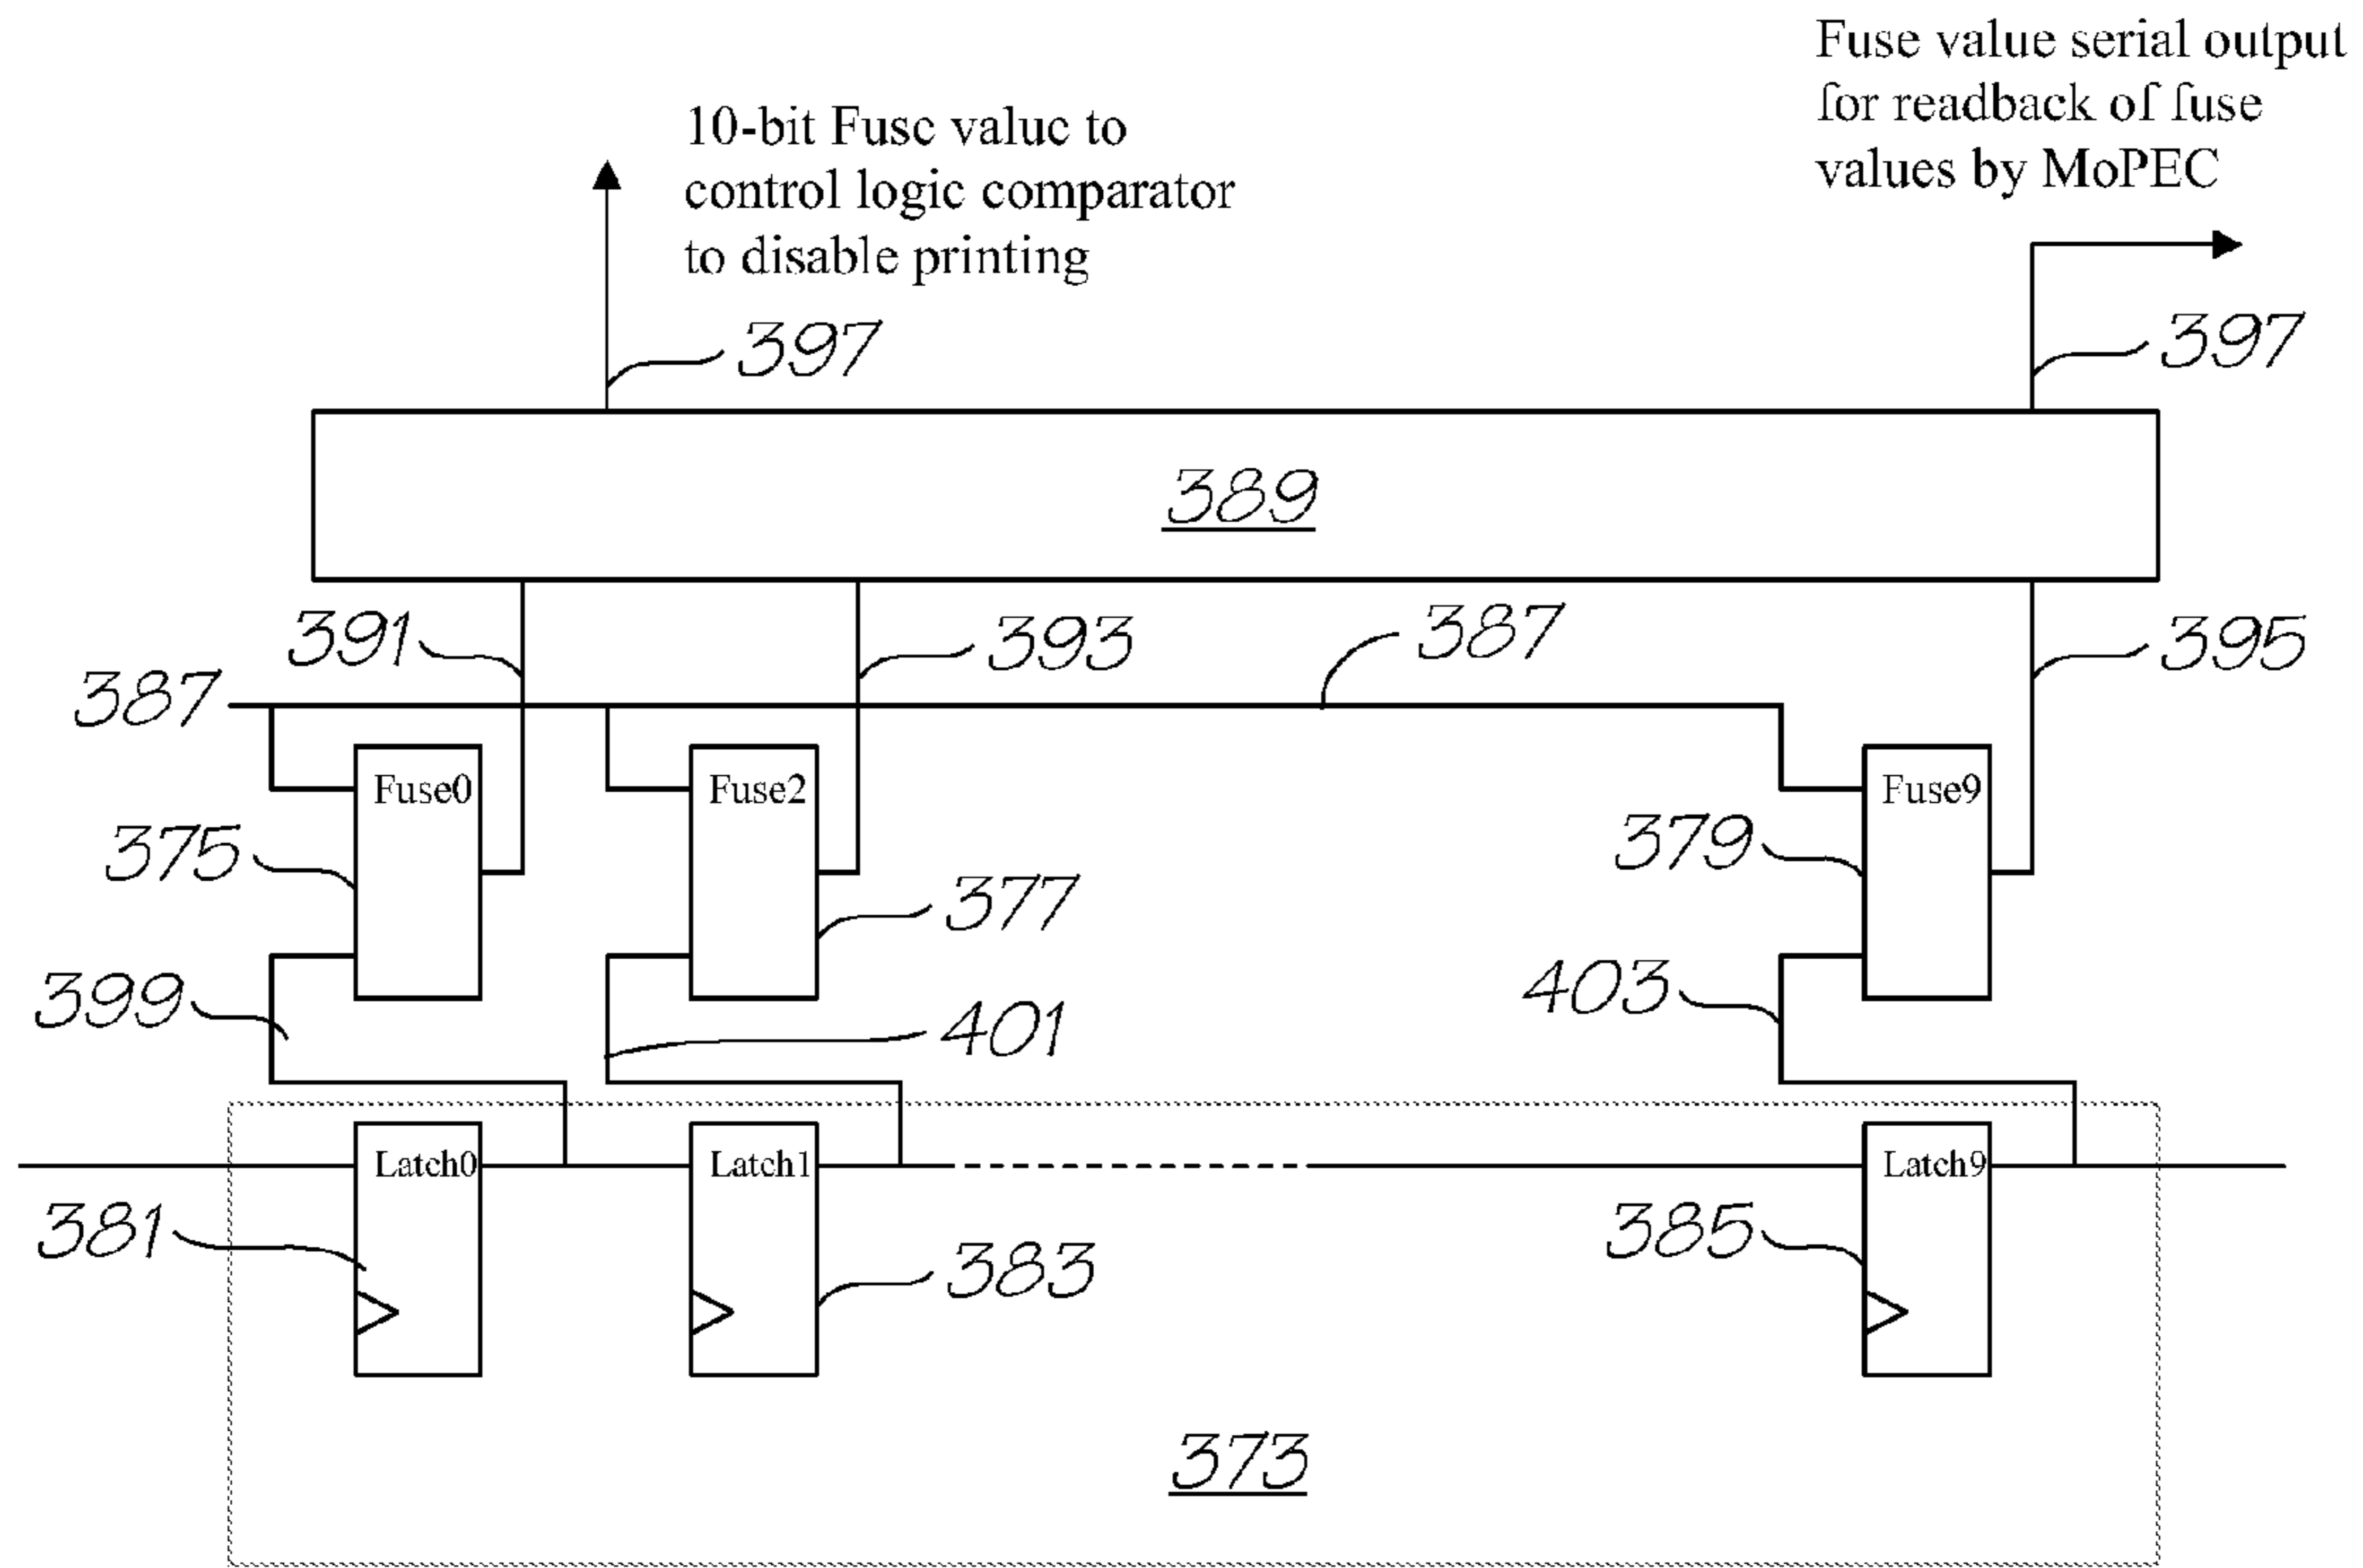 Fuse value serial output
for readback of fuse
values by MoPEC
10-bit Fuse value to
control logic comparator
to disable printing
397
397
389
391
393
387
395
387
Fuse0
Fuse2
Fuse9
375
377
379
399
401
403
Latch0
Latch1
Latch9
381
383
385
373